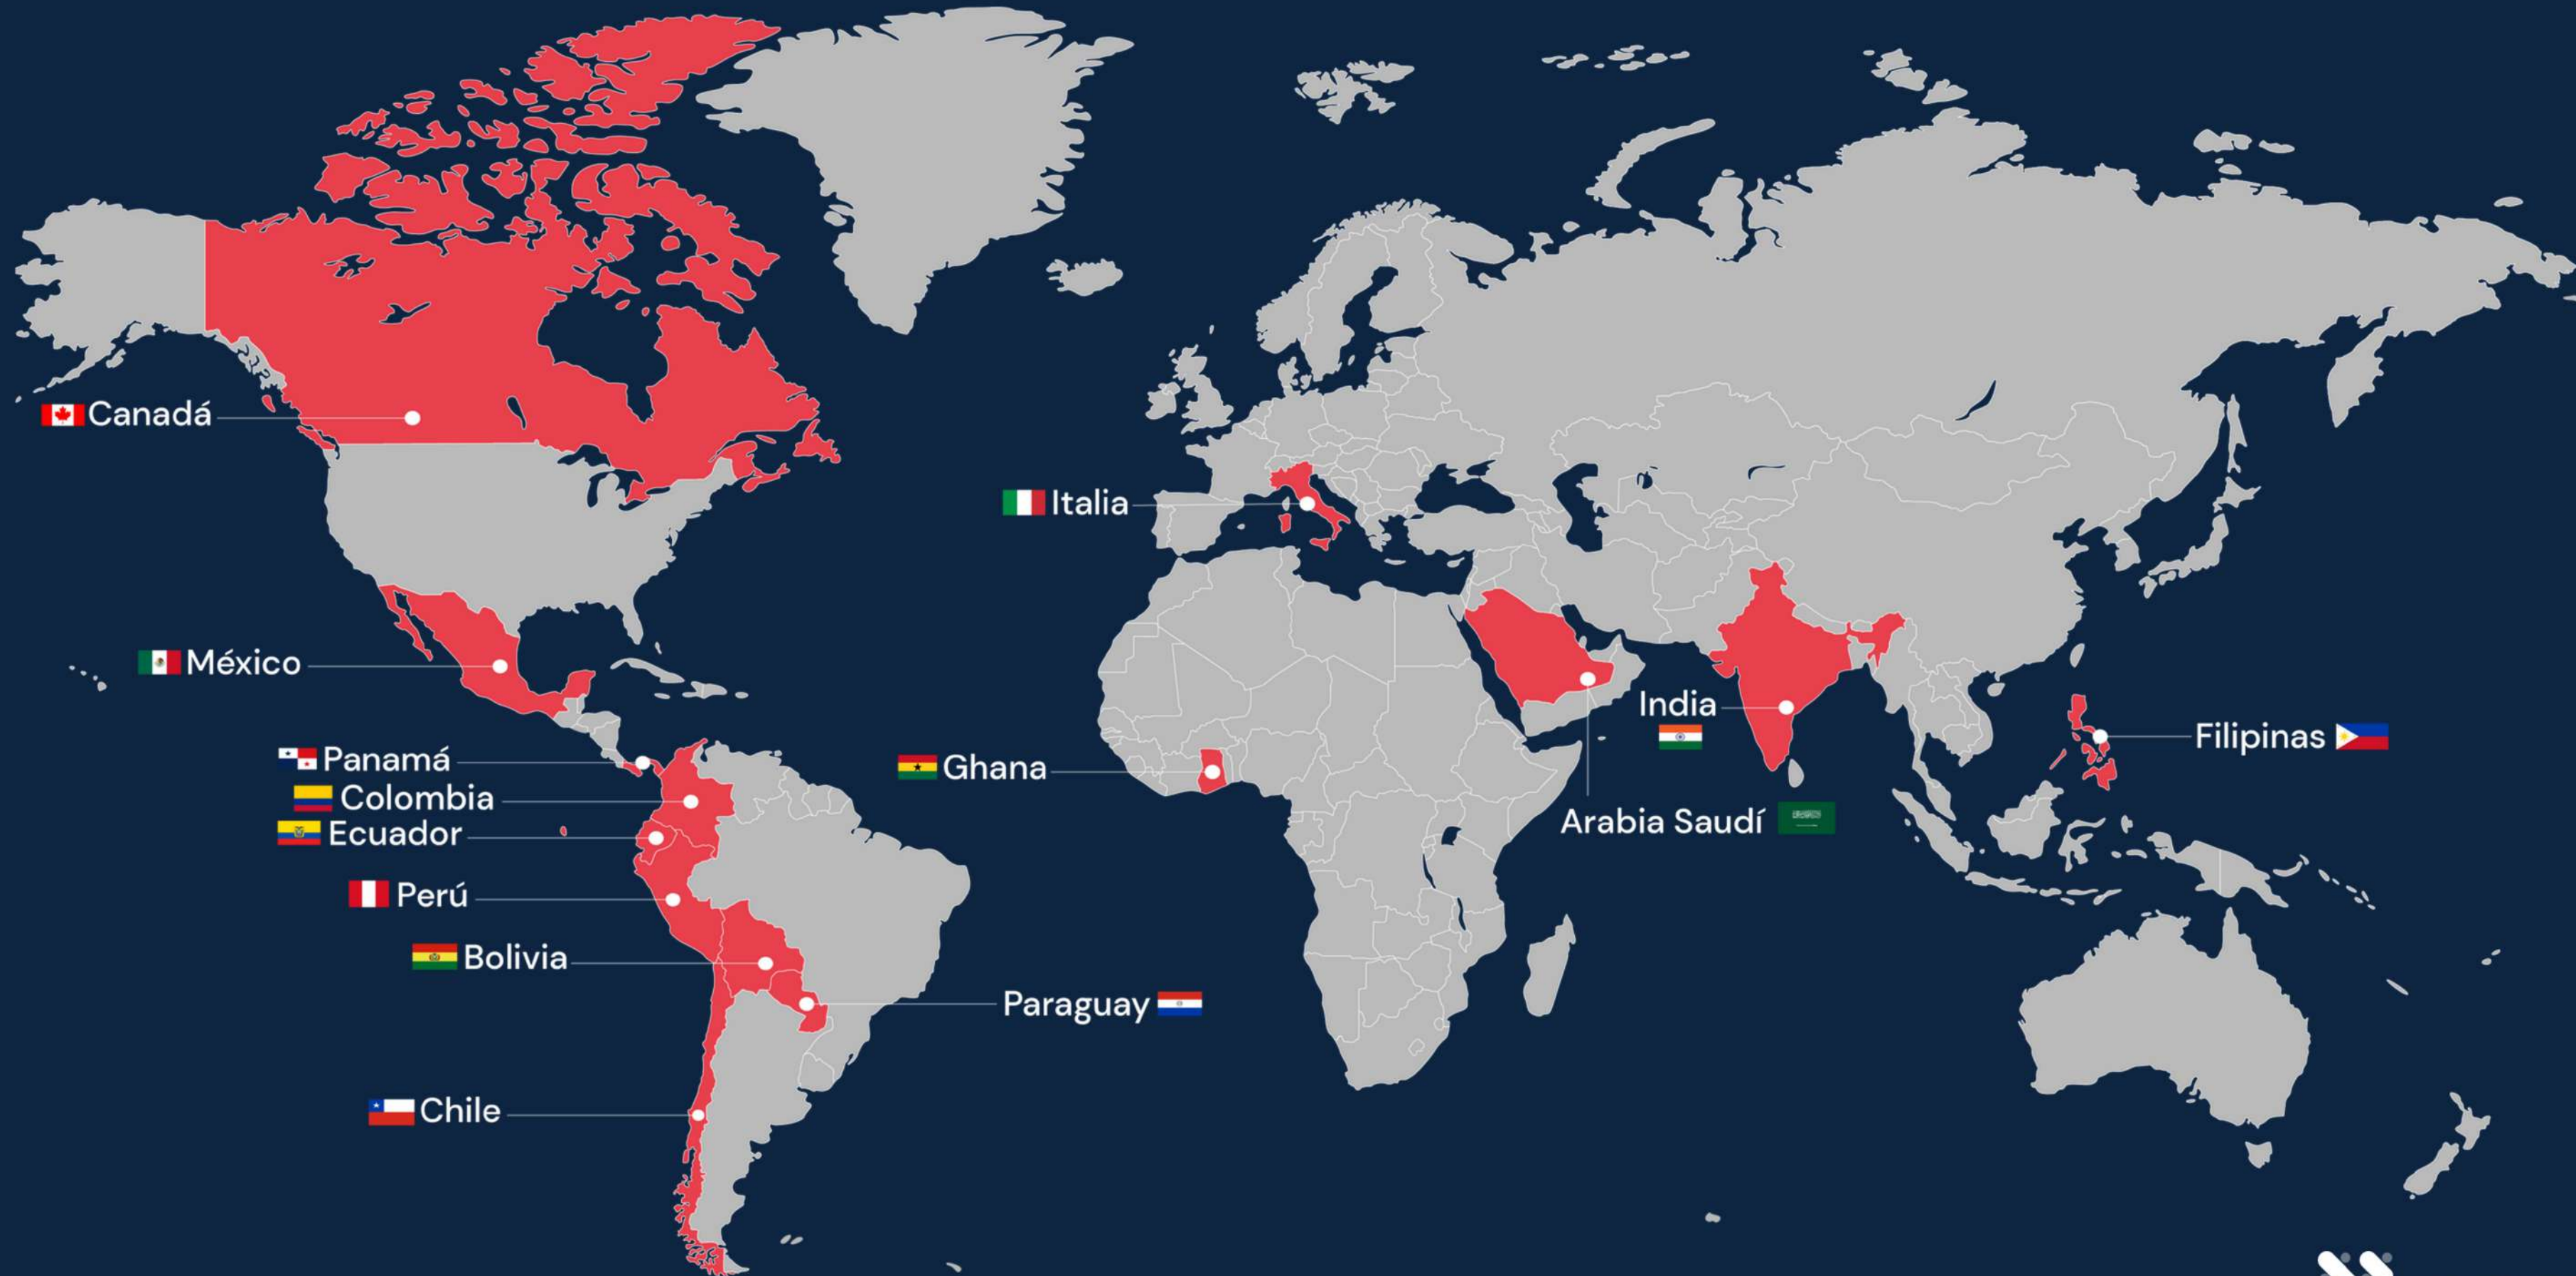 Canadá
Italia
México
India
Filipinas
Panamá
Ghana
Colombia
Arabia Saudí
Ecuador
Perú
Bolivia
Paraguay
Chile